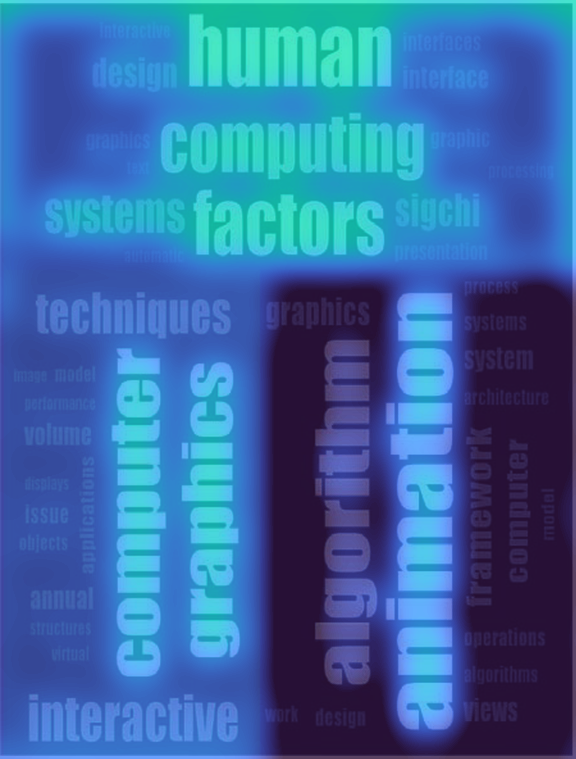 interactive
human
interfaces
design
interface
graphics
computing
graphic
text
processing
systems
factors
sigchi
automatic
presentation
techniques
graphics
process
systems
image model
computer
graphics
algorithm
animation
system
performance
architecture
volume
applications
framework
computer
model
displays
issue
objects
annual
structures
virtual
operations
algorithms
interactive
work
design
views